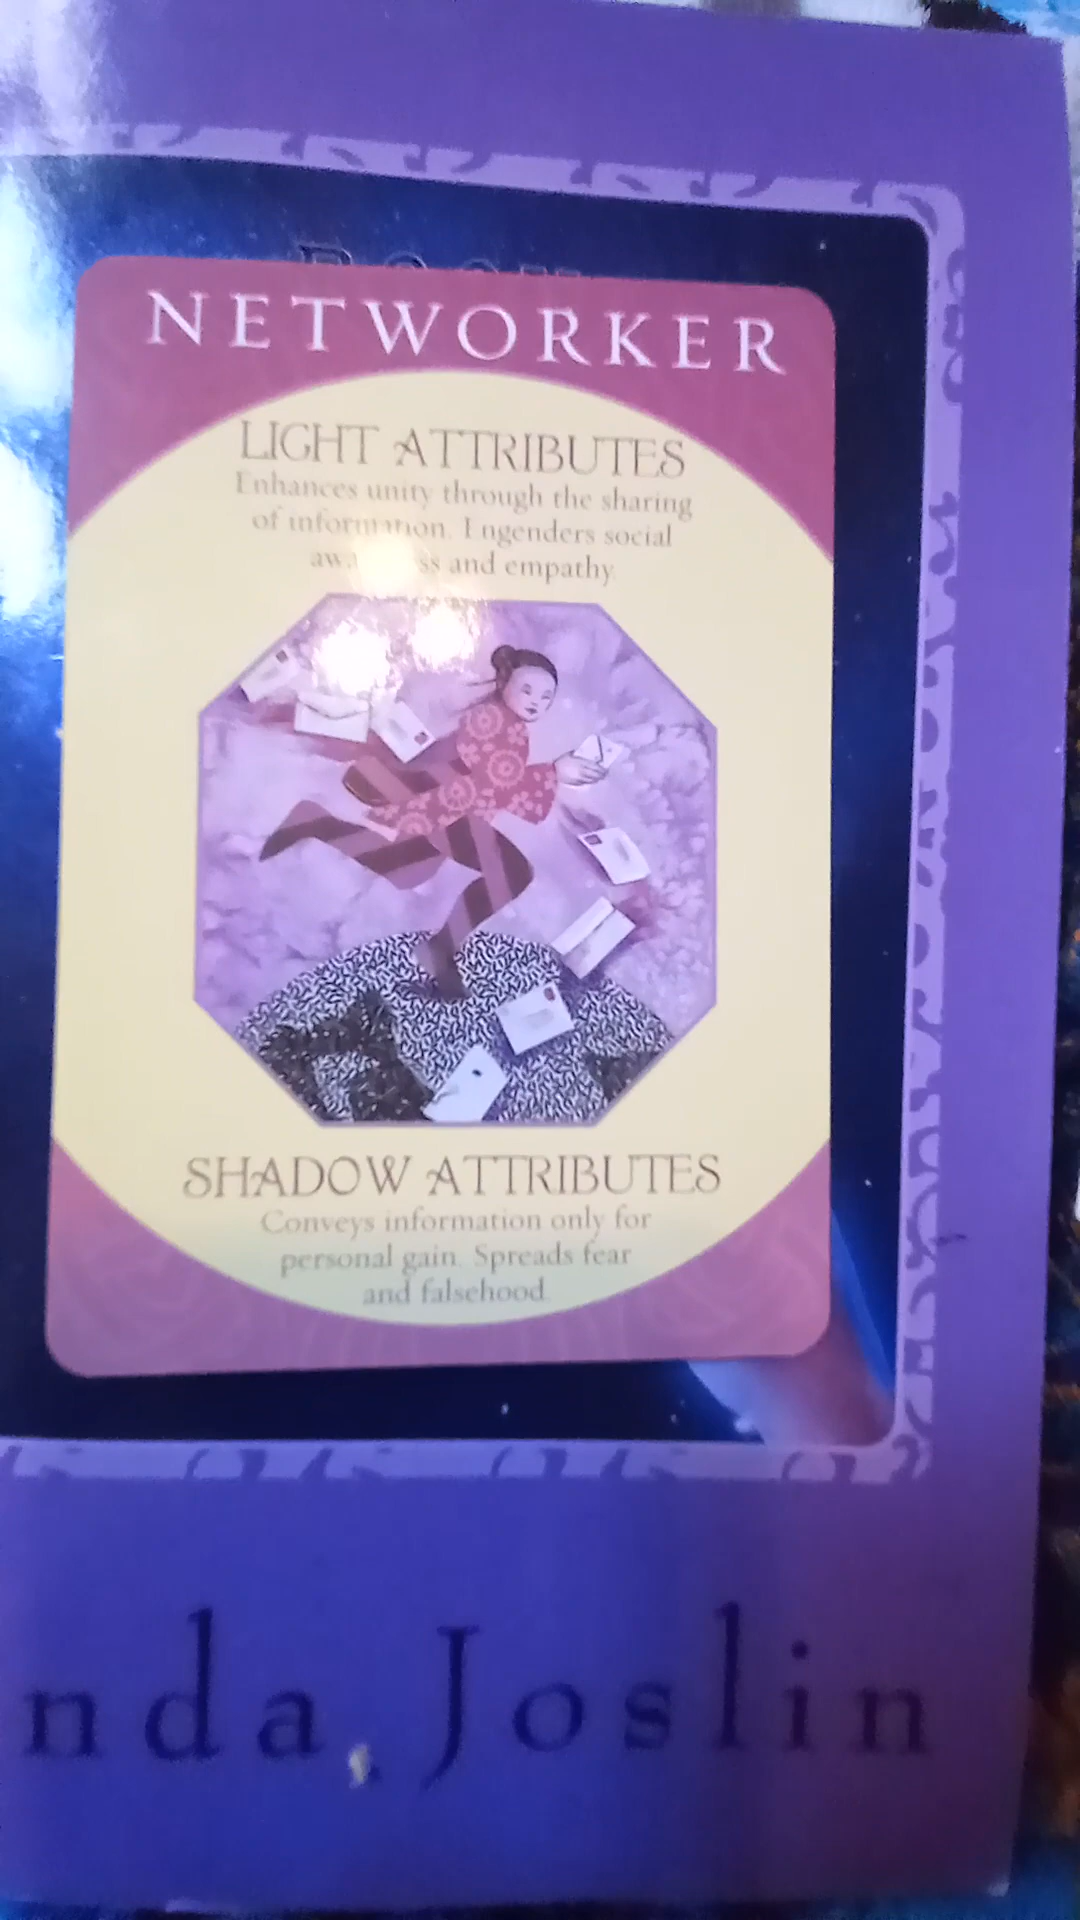 NETWORKER
LIGHT ATTRIBUTES
Enhances unity through the sharing
of information. Engenders social
and empathy.
SHADOW ATTRIBUTES
Conveys information only for
personal gain. Spreads fear
and falsehood.
nda Joslin